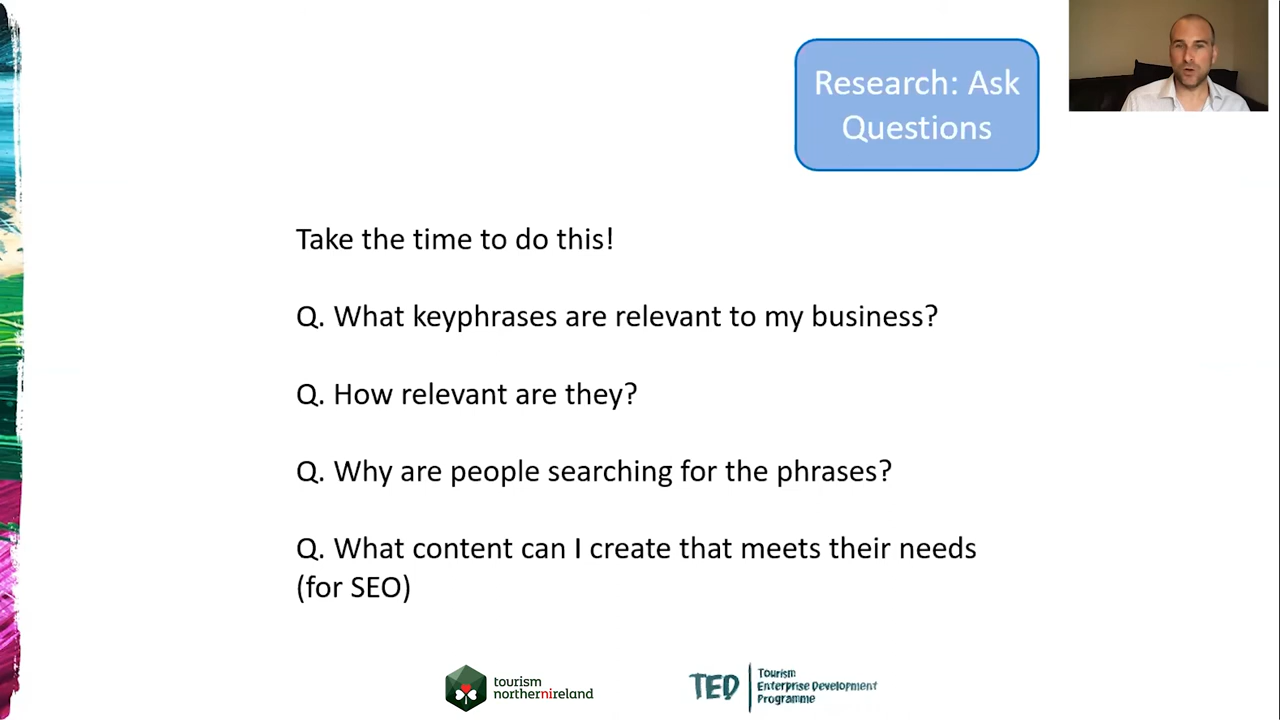 Research: Ask
Questions
Take the time to do this!
Q. What keyphrases are relevant to my business?
Q. How relevant are they?
Q. Why are people searching for the phrases?
Q. What content can I create that meets their needs
(for SEO)
tourism
northernireland
TED
Tourism
Enterprise Development
Programme